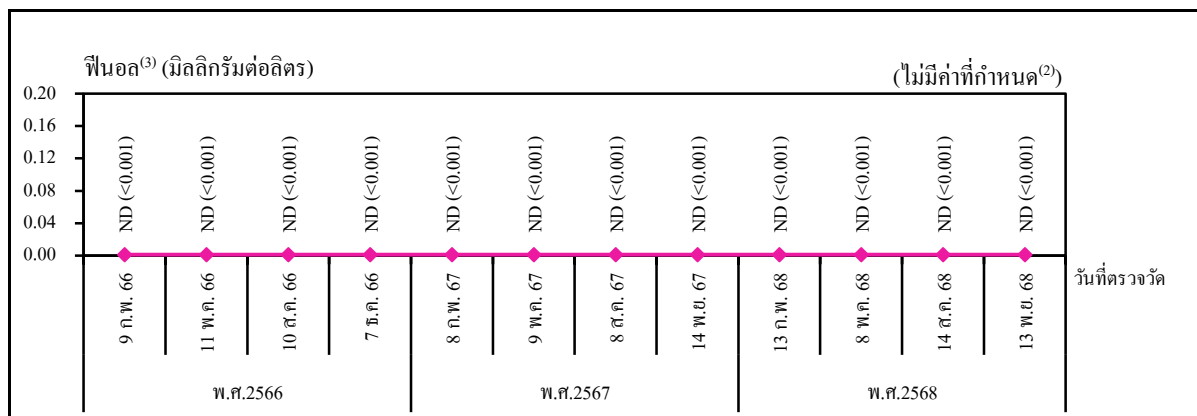 ฟีนอล(3) (มิลลิกรัมต่อลิตร)
(ไม่มีค่าที่กำหนด(2))
0.20
0.16
0.12
0.08
0.04
0.00
ND (<0.001)
ND (<0.001)
ND (<0.001)
ND (<0.001)
ND (<0.001)
ND (<0.001)
ND (<0.001)
ND (<0.001)
ND (<0.001)
ND (<0.001)
ND (<0.001)
ND (<0.001)
9 ก.พ. 66
11 พ.ค. 66
10 ส.ค. 66
7 ธ.ค. 66
8 ก.พ. 67
9 พ.ค. 67
8 ส.ค. 67
14 พ.ย. 67
13 ก.พ. 68
8 พ.ค. 68
14 ส.ค. 68
13 พ.ย. 68
วันที่ตรวจวัด
พ.ศ.2566
พ.ศ.2567
พ.ศ.2568